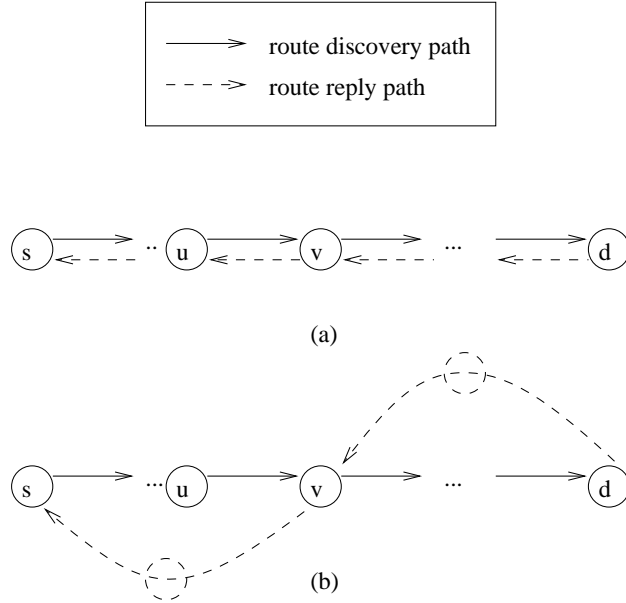 route discovery path
route reply path
s .. u v ... d
(a)
s ... u v ... d
(b)